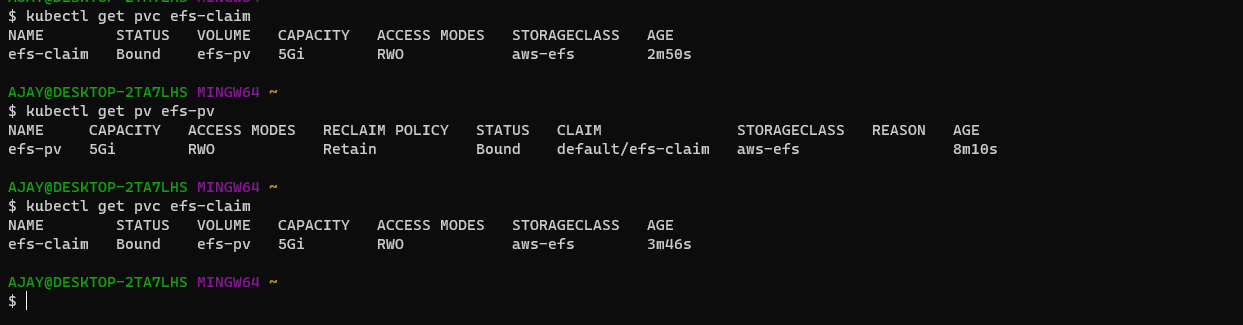 AJAY@DESKTOP-2TA7LHS MINGW64 ~
$ kubectl get pvc efs-claim
NAME        STATUS   VOLUME   CAPACITY   ACCESS MODES   STORAGECLASS   AGE
efs-claim   Bound    efs-pv   5Gi        RWO            aws-efs        2m50s
AJAY@DESKTOP-2TA7LHS MINGW64 ~
$ kubectl get pv efs-pv
NAME     CAPACITY   ACCESS MODES   RECLAIM POLICY   STATUS   CLAIM               STORAGECLASS   REASON   AGE
efs-pv   5Gi        RWO            Retain           Bound    default/efs-claim   aws-efs                 8m10s
AJAY@DESKTOP-2TA7LHS MINGW64 ~
$ kubectl get pvc efs-claim
NAME        STATUS   VOLUME   CAPACITY   ACCESS MODES   STORAGECLASS   AGE
efs-claim   Bound    efs-pv   5Gi        RWO            aws-efs        3m46s
AJAY@DESKTOP-2TA7LHS MINGW64 ~
$